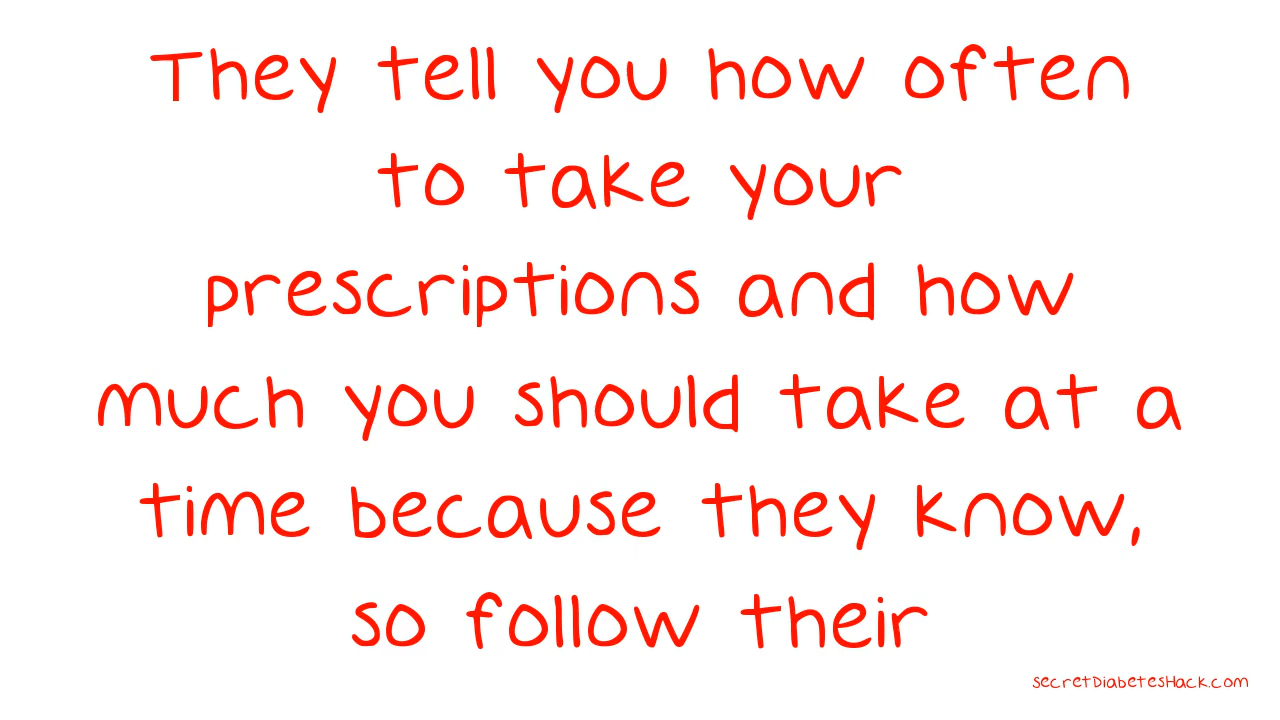 They tell you how often
to take your
prescriptions and how
much you should take at a
time because they know,
so follow their
secretDiabetesHack.com